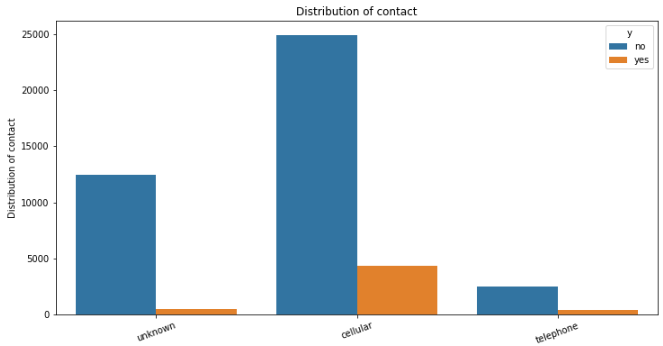 Distribution of contact
y
no
yes
Distribution of contact
25000
20000
15000
10000
5000
0
unknown
cellular
telephone